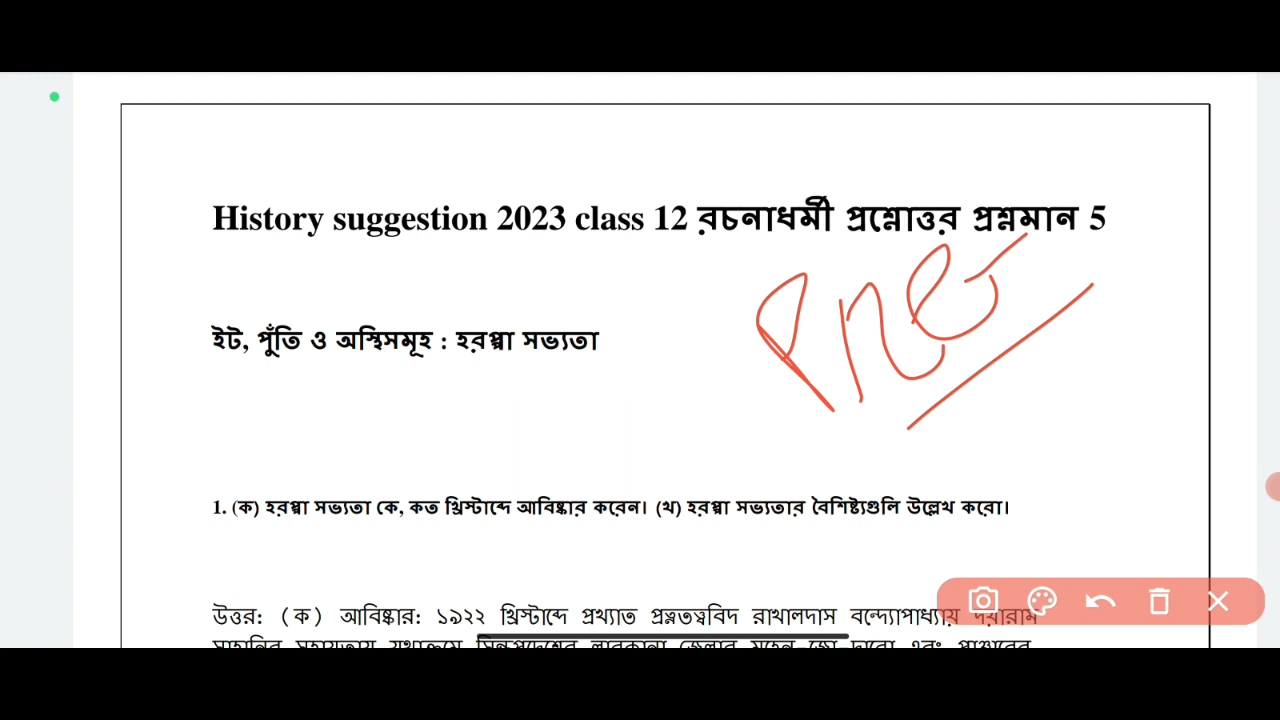 History suggestion 2023 class 12 রচনাধর্মী প্রশ্নোত্তর প্রশ্নমান 5
ইট, পুঁতি ও অস্থিসমূহ : হরপ্পা সভ্যতা
1. (ক) হরপ্পা সভ্যতা কে, কত খ্রিস্টাব্দে আবিষ্কার করেন। (খ) হরপ্পা সভ্যতার বৈশিষ্ট্যগুলি উল্লেখ করো।
উত্তর: (ক) আবিষ্কার: ১৯২২ খ্রিস্টাব্দে প্রখ্যাত প্রত্নতত্ত্ববিদ রাখালদাস বন্দ্যোপাধ্যায় দয়ারাম